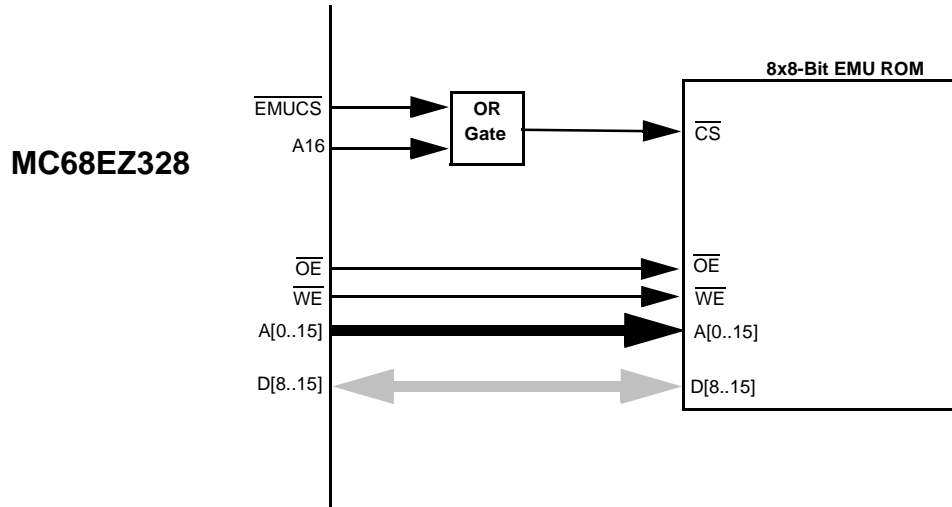 8x8-Bit EMU ROM
EMUCS
OR
Gate
CS
A16
MC68EZ328
OE
OE
WE
WE
A[0..15]
A[0..15]
D[8..15]
D[8..15]